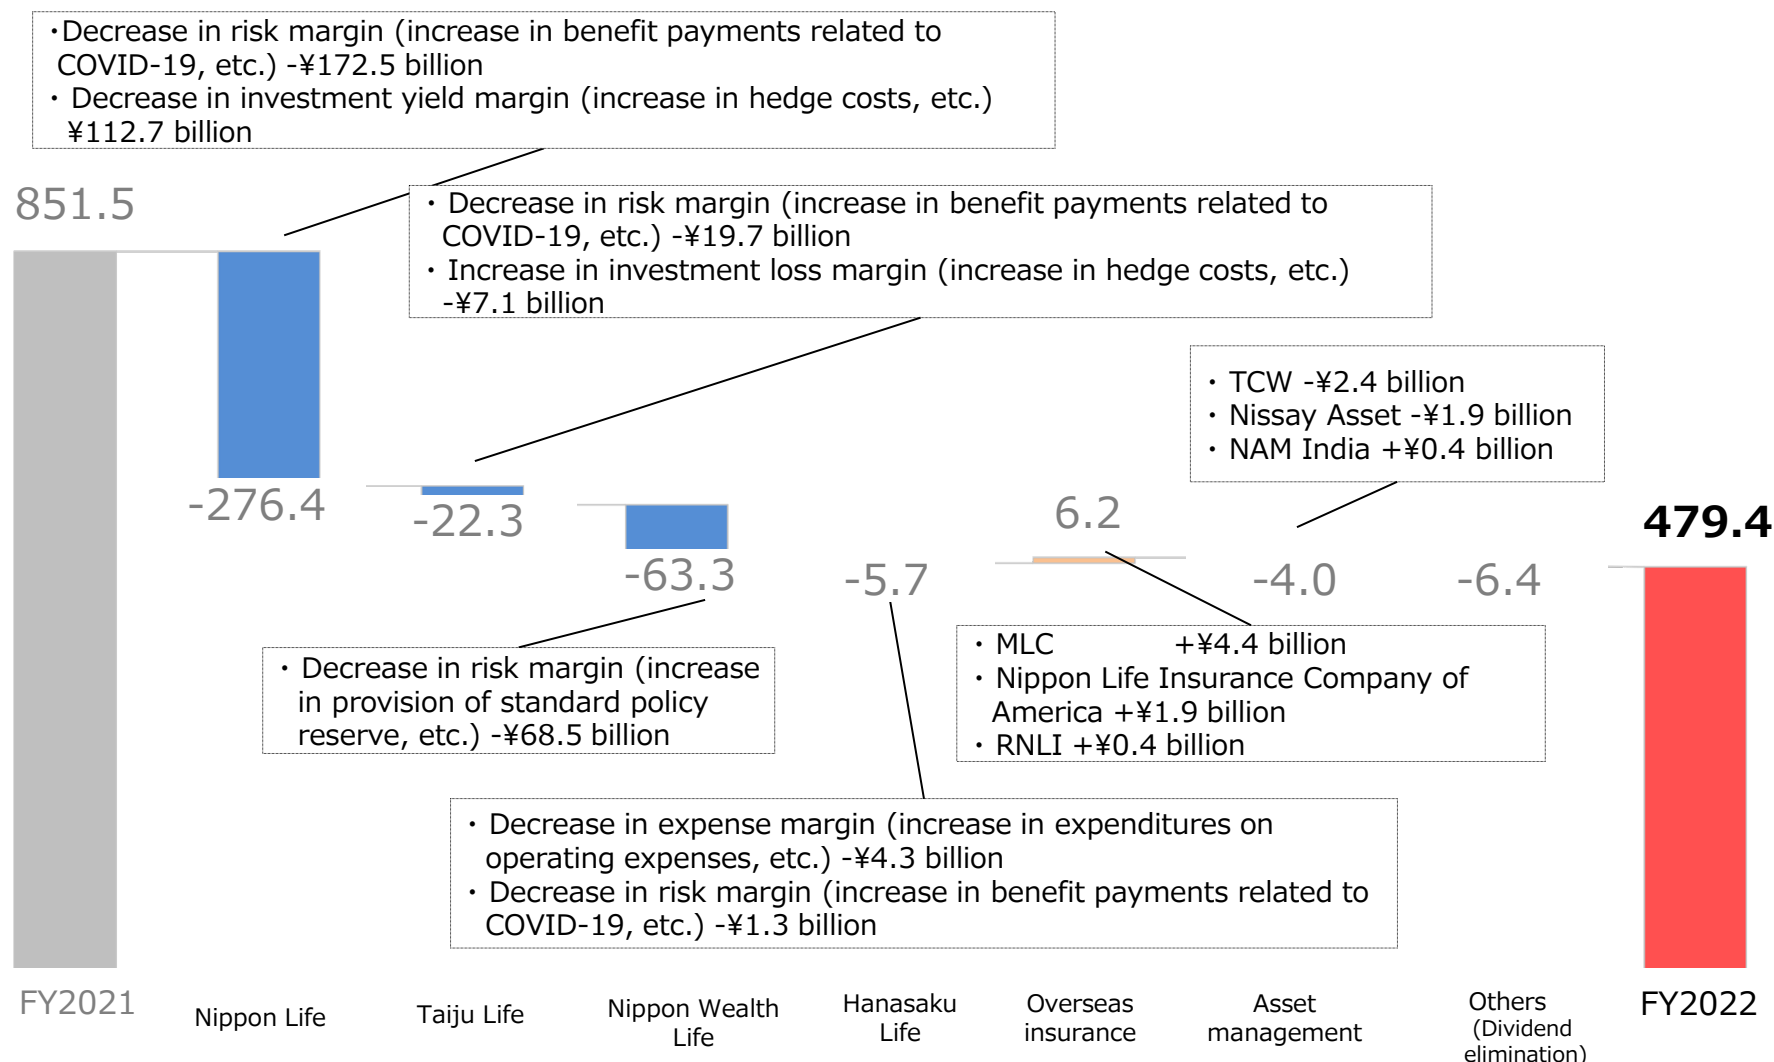 ・Decrease in risk margin (increase in benefit payments related to
COVID-19, etc.) -¥172.5 billion
・ Decrease in investment yield margin (increase in hedge costs, etc.)
¥112.7 billion
851.5
・ Decrease in risk margin (increase in benefit payments related to
COVID-19, etc.) -¥19.7 billion
・ Increase in investment loss margin (increase in hedge costs, etc.)
-¥7.1 billion
・ TCW -¥2.4 billion
・ Nissay Asset -¥1.9 billion
・ NAM India +¥0.4 billion
-276.4
-22.3
-63.3
-5.7
6.2
-4.0
-6.4
479.4
・ Decrease in risk margin (increase
in provision of standard policy
reserve, etc.) -¥68.5 billion
・ MLC +¥4.4 billion
・ Nippon Life Insurance Company of
America +¥1.9 billion
・ RNLI +¥0.4 billion
・ Decrease in expense margin (increase in expenditures on
operating expenses, etc.) -¥4.3 billion
・ Decrease in risk margin (increase in benefit payments related to
COVID-19, etc.) -¥1.3 billion
FY2021
Nippon Life
Taiju Life
Nippon Wealth
Life
Hanasaku
Life
Overseas
insurance
Asset
management
Others
(Dividend
elimination)
FY2022